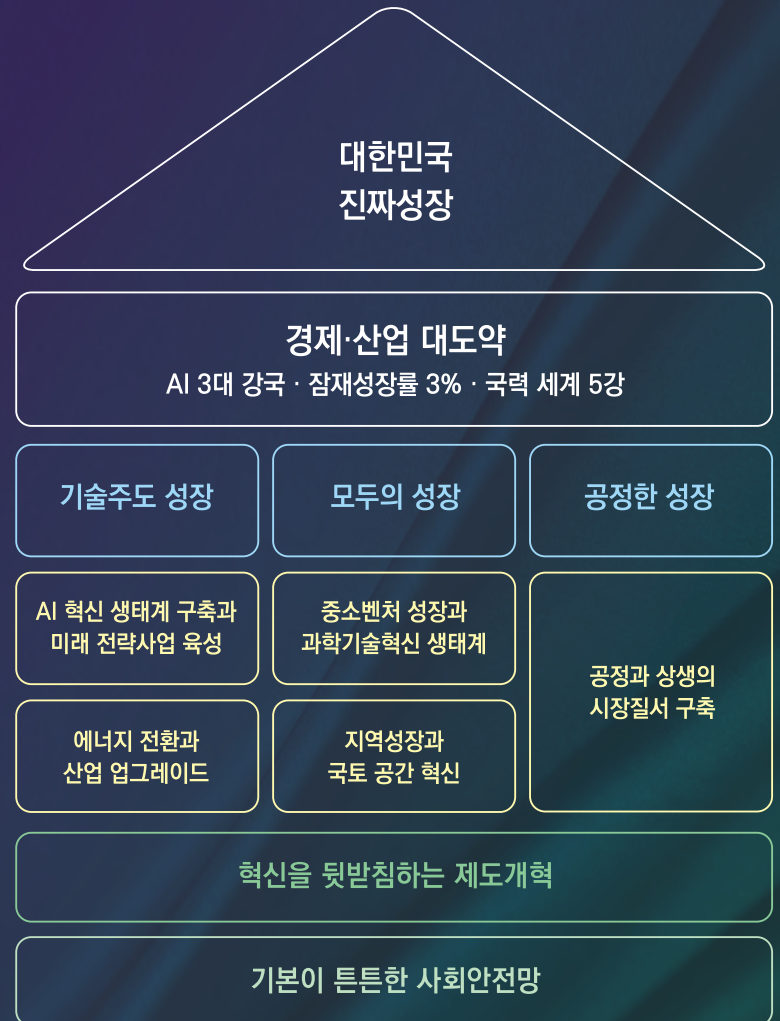 대한민국
진짜성장
경제·산업 대도약
AI 3대 강국 · 잠재성장률 3% · 국력 세계 5강
기술주도 성장
모두의 성장
공정한 성장
AI 혁신 생태계 구축과
미래 전략사업 육성
중소벤처 성장과
과학기술혁신 생태계
공정과 상생의
시장질서 구축
에너지 전환과
산업 업그레이드
지역성장과
국토 공간 혁신
혁신을 뒷받침하는 제도개혁
기본이 튼튼한 사회안전망